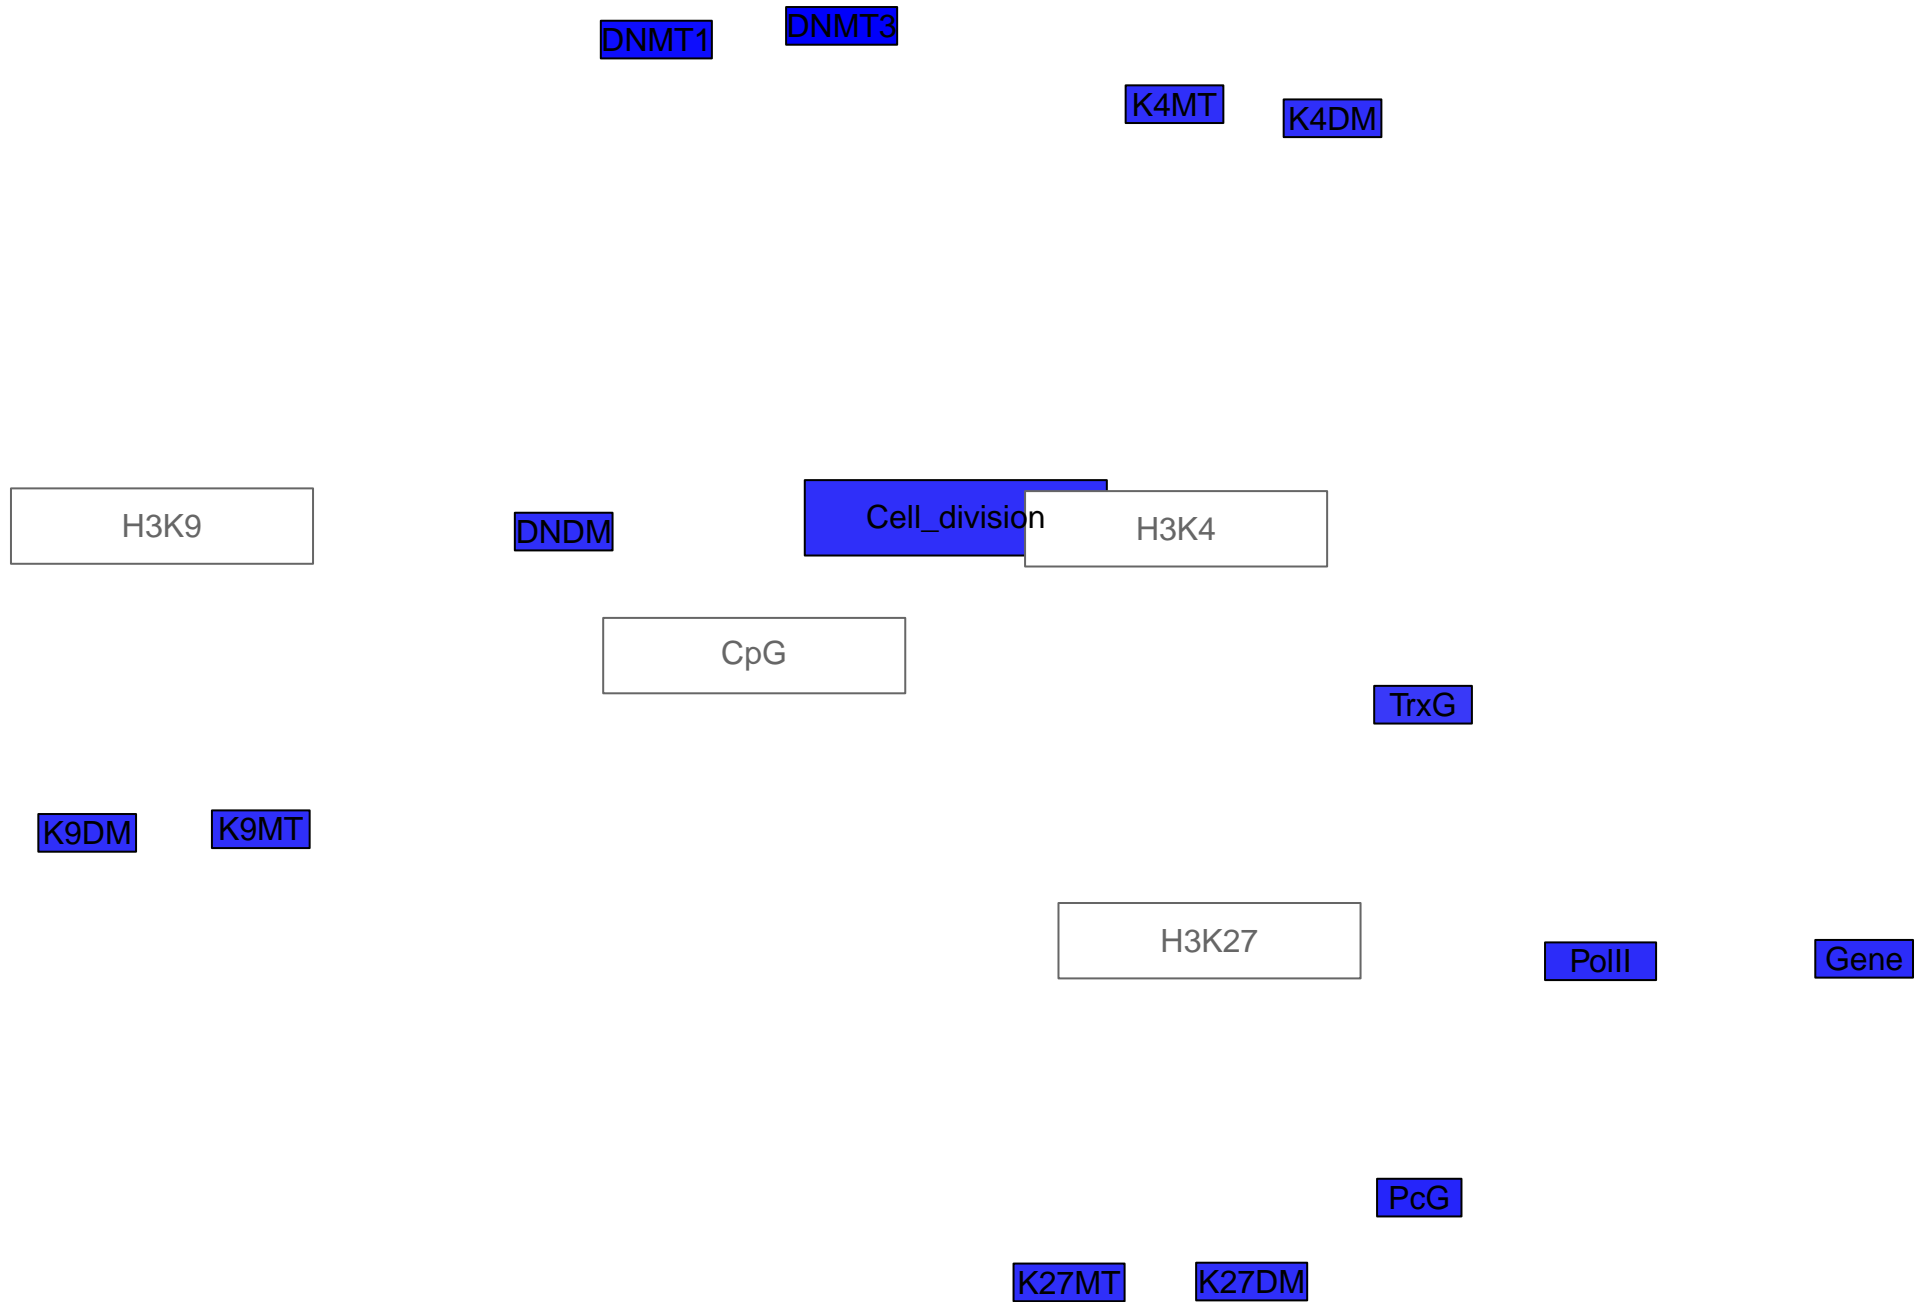 DNMT1
DNMT3
K4MT
K4DM
H3K9
DNDM
Cell_division
H3K4
CpG
TrxG
K9DM
K9MT
H3K27
PolII
Gene
PcG
K27MT
K27DM